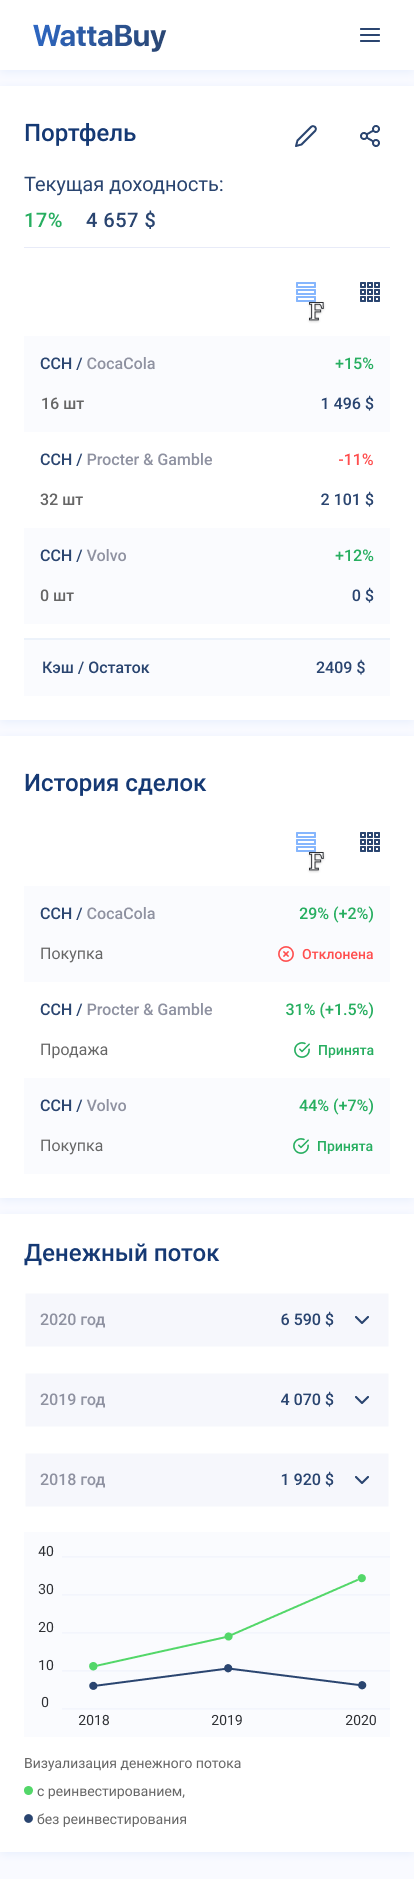 WattaBuy
Портфель
Текущая доходность:
17% 4 657 $
F
CCH / CocaCola +15%
16 шт 1 496 $
CCH / Procter & Gamble -11%
32 шт 2 101 $
CCH / Volvo +12%
0 шт 0 $
Кэш / Остаток 2409 $
История сделок
F
CCH / CocaCola 29% (+2%)
Покупка Отклонена
CCH / Procter & Gamble 31% (+1.5%)
Продажа Принята
CCH / Volvo 44% (+7%)
Покупка Принята
Денежный поток
2020 год 6 590 $
2019 год 4 070 $
2018 год 1 920 $
40
30
20
10
0
2018 2019 2020
Визуализация денежного потока
с реинвестированием,
без реинвестирования